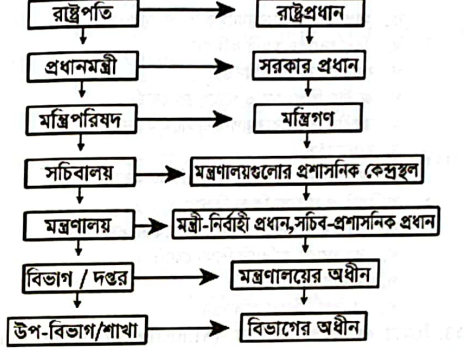 রাষ্ট্রপতি রাষ্ট্রপ্রধান
প্রধানমন্ত্রী সরকার প্রধান
মন্ত্রিপরিষদ মন্ত্রিগণ
সচিবালয় মন্ত্রণালয়গুলোর প্রশাসনিক কেন্দ্রস্থল
মন্ত্রণালয় মন্ত্রী-নির্বাহী প্রধান,সচিব-প্রশাসনিক প্রধান
বিভাগ / দপ্তর মন্ত্রণালয়ের অধীন
উপ-বিভাগ/শাখা বিভাগের অধীন